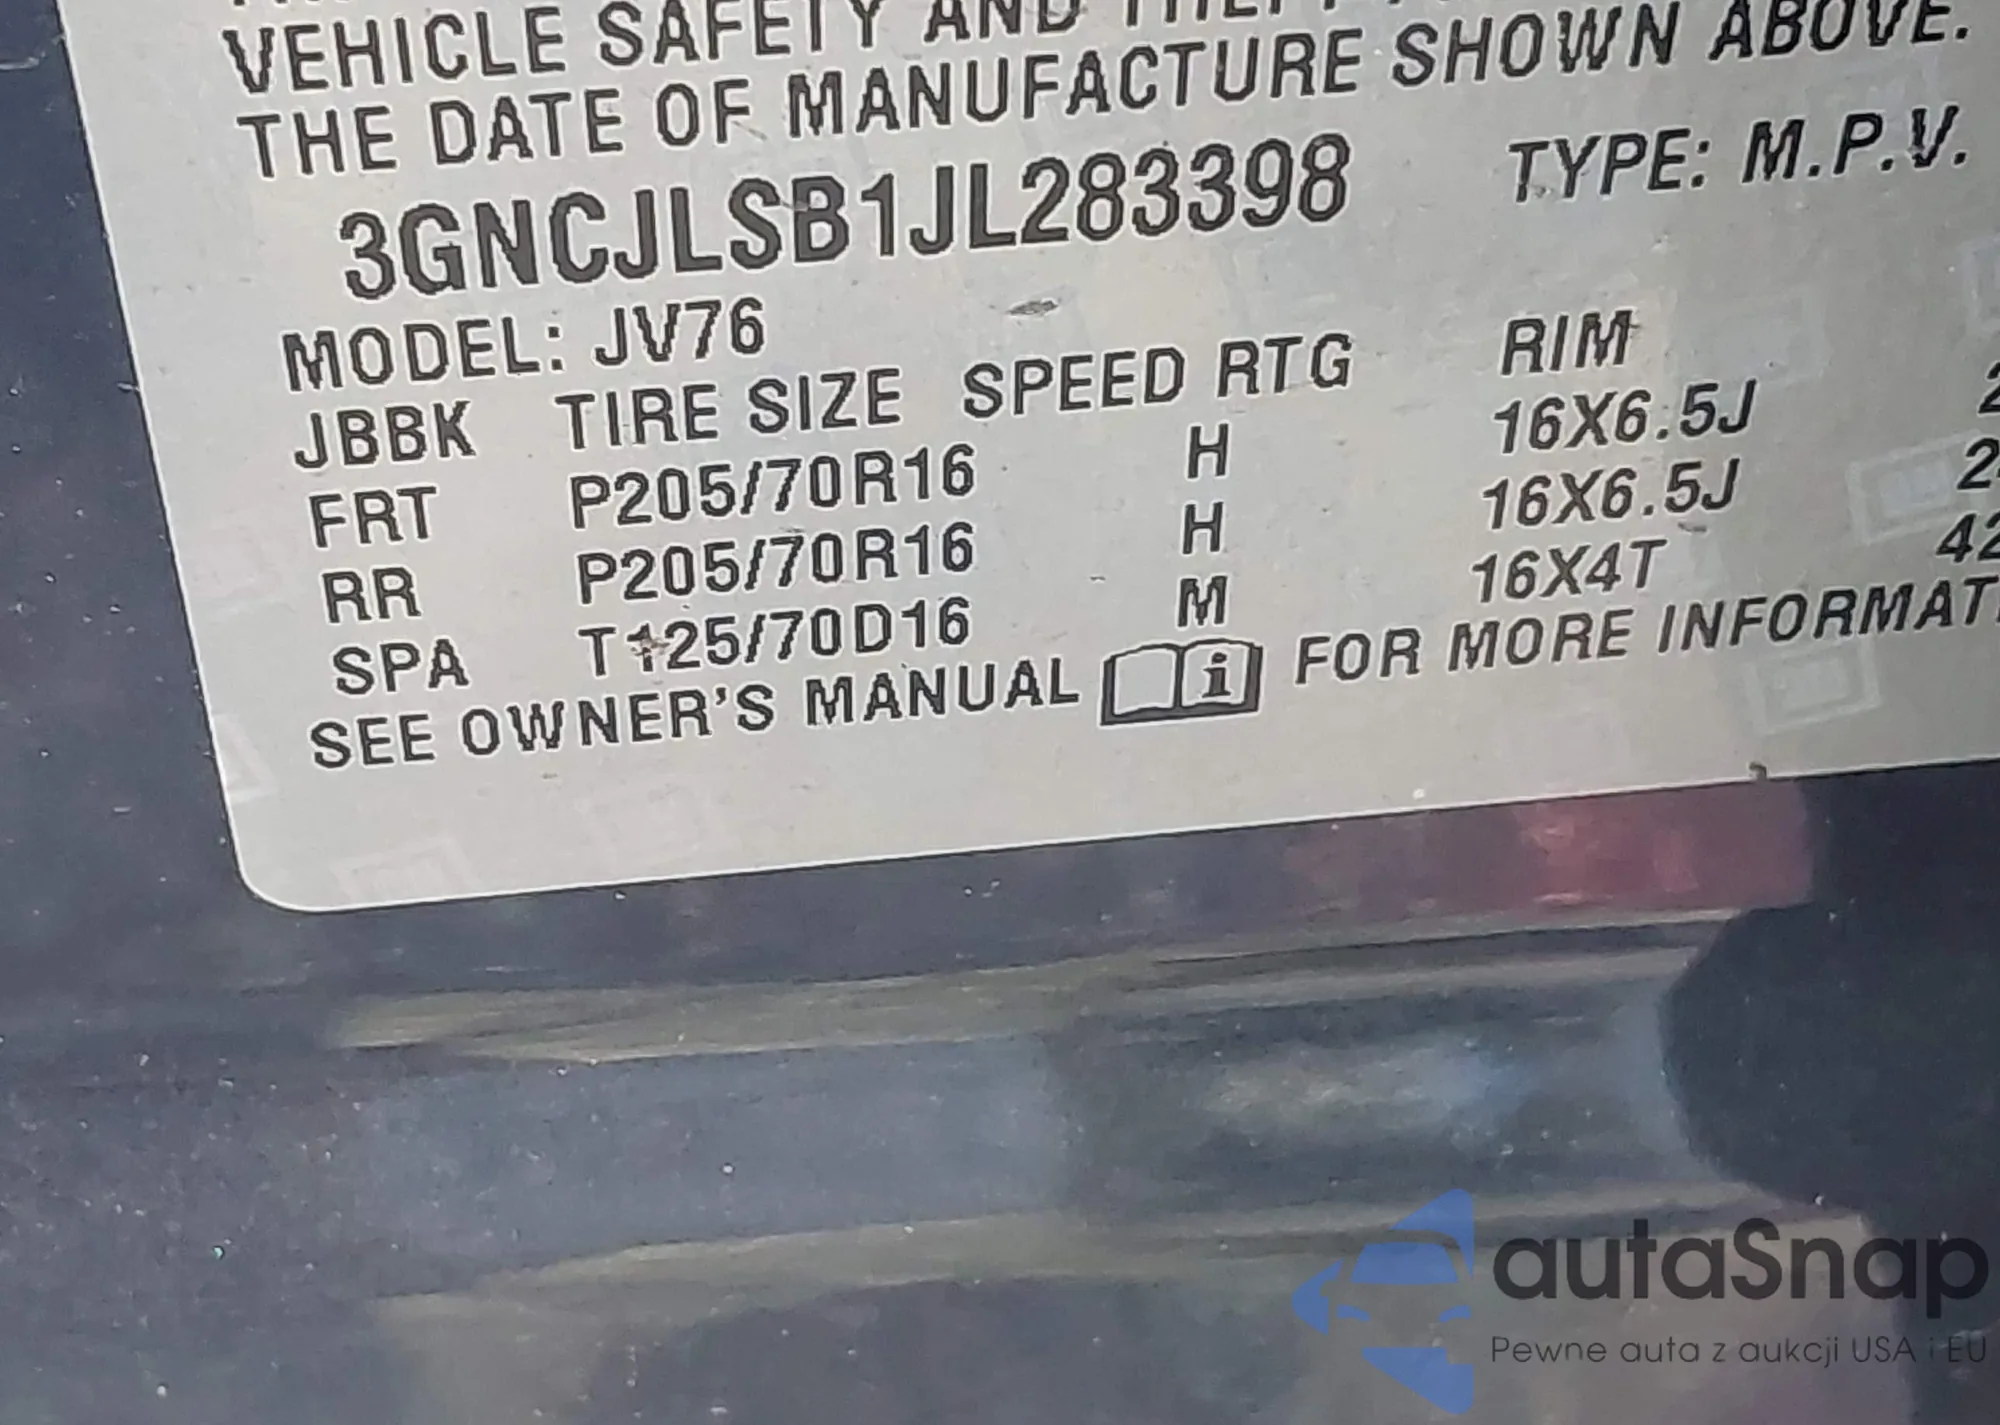 VEHICLE SAFETY AND THEFT
THE DATE OF MANUFACTURE SHOWN ABOVE.
3GNCJLSB1JL283398 TYPE: M.P.V.
MODEL: JV76
JBBK TIRE SIZE SPEED RTG RIM
FRT P205/70R16 H 16X6.5J
RR P205/70R16 H 16X6.5J
SPA T125/70D16 M 16X4T 42
SEE OWNER'S MANUAL i FOR MORE INFORMAT
autaSnap
Pewne auta z aukcji USA i EU